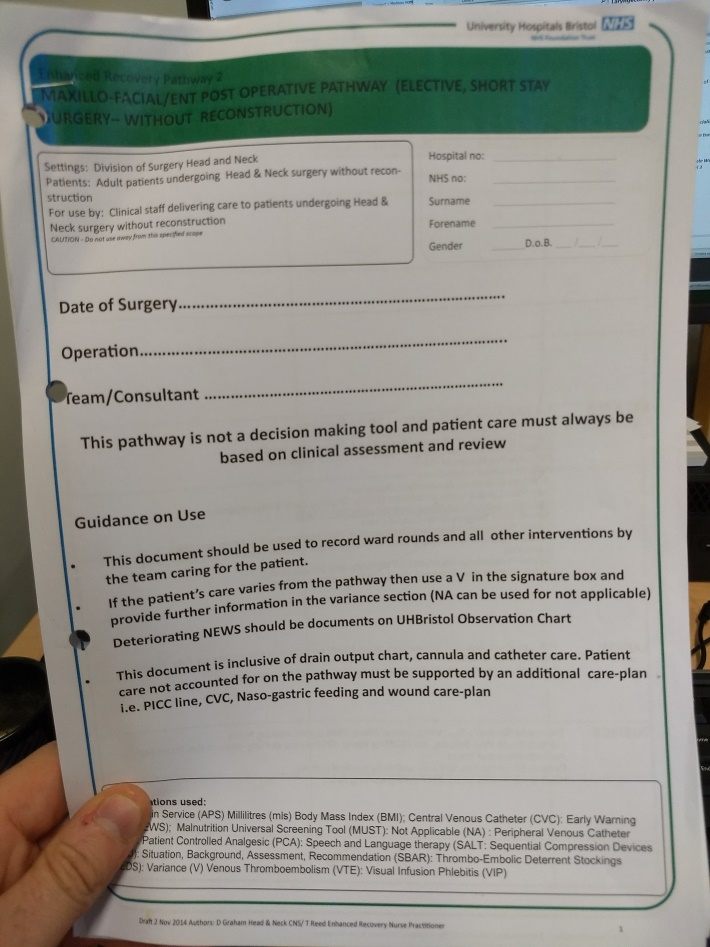 University Hospitals Bristol NHS
NHS Foundation Trust
Enhanced Recovery Pathway 2
MAXILLO-FACIAL/ENT POST OPERATIVE PATHWAY (ELECTIVE, SHORT STAY
SURGERY– WITHOUT RECONSTRUCTION)
Settings: Division of Surgery Head and Neck
Patients: Adult patients undergoing Head & Neck surgery without recon-
struction
For use by: Clinical staff delivering care to patients undergoing Head &
Neck surgery without reconstruction
CAUTION - Do not use away from this specified scope
Hospital no:
NHS no:
Surname
Forename
Gender D.o.B. __/__/__
Date of Surgery................................................................................
Operation................................................................................
Team/Consultant ................................................................................
This pathway is not a decision making tool and patient care must always be
based on clinical assessment and review
Guidance on Use
• This document should be used to record ward rounds and all other interventions by
the team caring for the patient.
• If the patient's care varies from the pathway then use a V in the signature box and
provide further information in the variance section (NA can be used for not applicable)
Deteriorating NEWS should be documents on UHBristol Observation Chart
• This document is inclusive of drain output chart, cannula and catheter care. Patient
care not accounted for on the pathway must be supported by an additional care-plan
i.e. PICC line, CVC, Naso-gastric feeding and wound care-plan
ations used:
in Service (APS) Millilitres (mls) Body Mass Index (BMI); Central Venous Catheter (CVC): Early Warning
EWS); Malnutrition Universal Screening Tool (MUST): Not Applicable (NA) : Peripheral Venous Catheter
Patient Controlled Analgesic (PCA): Speech and Language therapy (SALT: Sequential Compression Devices
: Situation, Background, Assessment, Recommendation (SBAR): Thrombo-Embolic Deterrent Stockings
EDS): Variance (V) Venous Thromboembolism (VTE): Visual Infusion Phlebitis (VIP)
Draft 2 Nov 2014 Authors: D Graham Head & Neck CNS/ T Reed Enhanced Recovery Nurse Practitioner
1